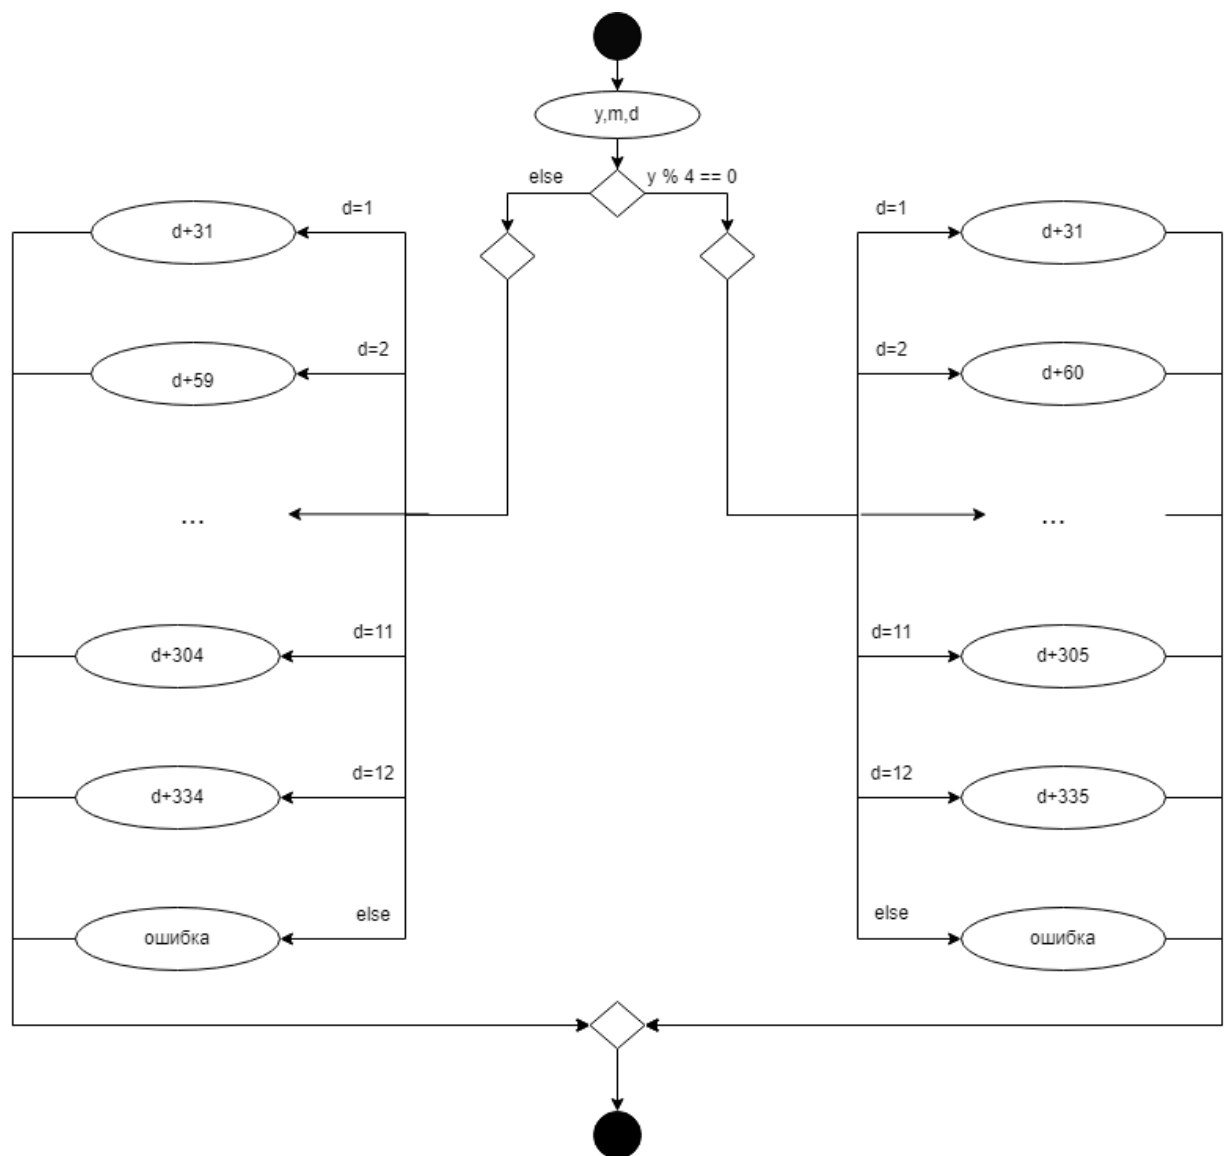 y,m,d
else
y % 4 == 0
d=1
d+31
d=2
d+59
...
d=11
d+304
d=12
d+334
else
ошибка
d=1
d+31
d=2
d+60
...
d=11
d+305
d=12
d+335
else
ошибка